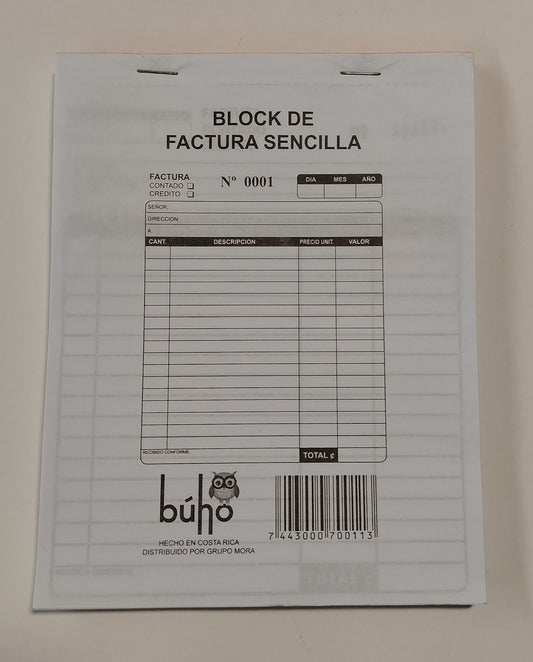 BLOCK DE
FACTURA SENCILLA
FACTURA
CONTADO
CREDITO
Nº 0001
DIA MES AÑO
SEÑOR:
DIRECCION
A
CANT. DESCRIPCIÓN PRECIO UNIT. VALOR
RECIBIDO CONFORME: TOTAL ¢
búho
HECHO EN COSTA RICA
DISTRIBUIDO POR GRUPO MORA
7 443000 700113